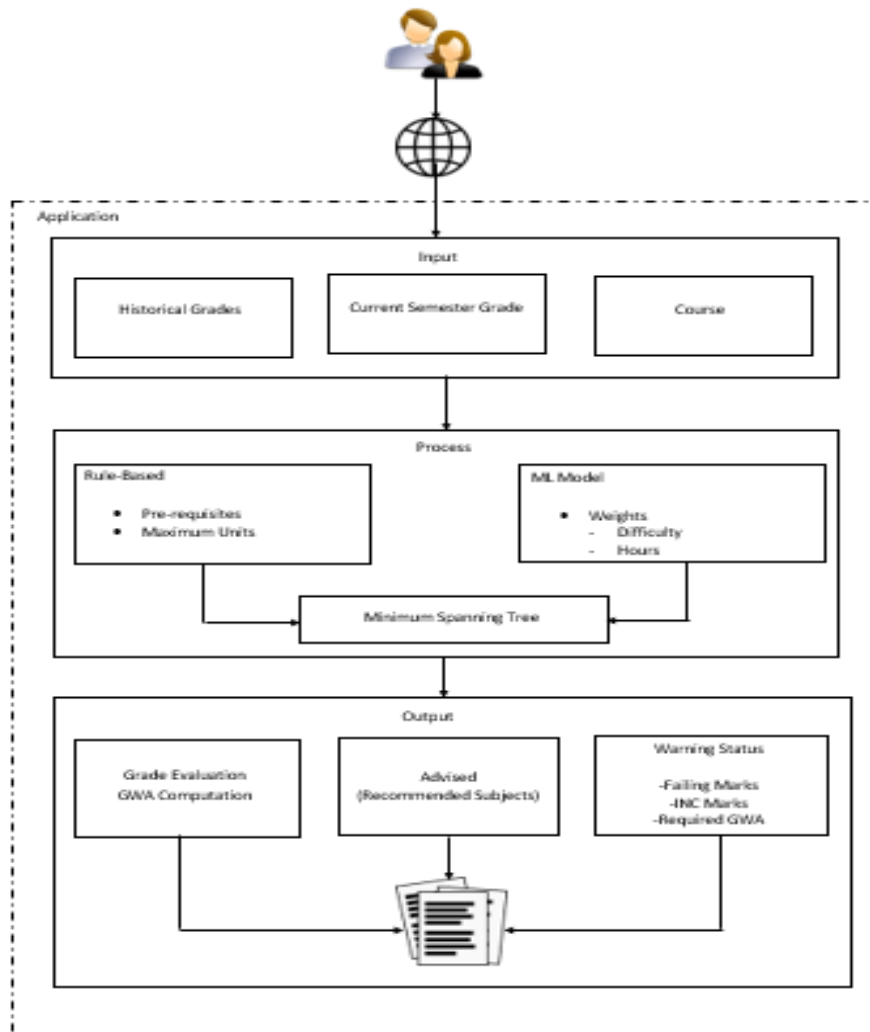 Application
Input
Historical Grades
Current Semester Grade
Course
Process
Rule-Based
• Pre-requisites
• Maximum Units
ML Model
• Weights
- Difficulty
- Hours
Minimum Spanning Tree
Output
Grade Evaluation
GWA Computation
Advised
(Recommended Subjects)
Warning Status
-Failing Marks
-INC Marks
-Required GWA